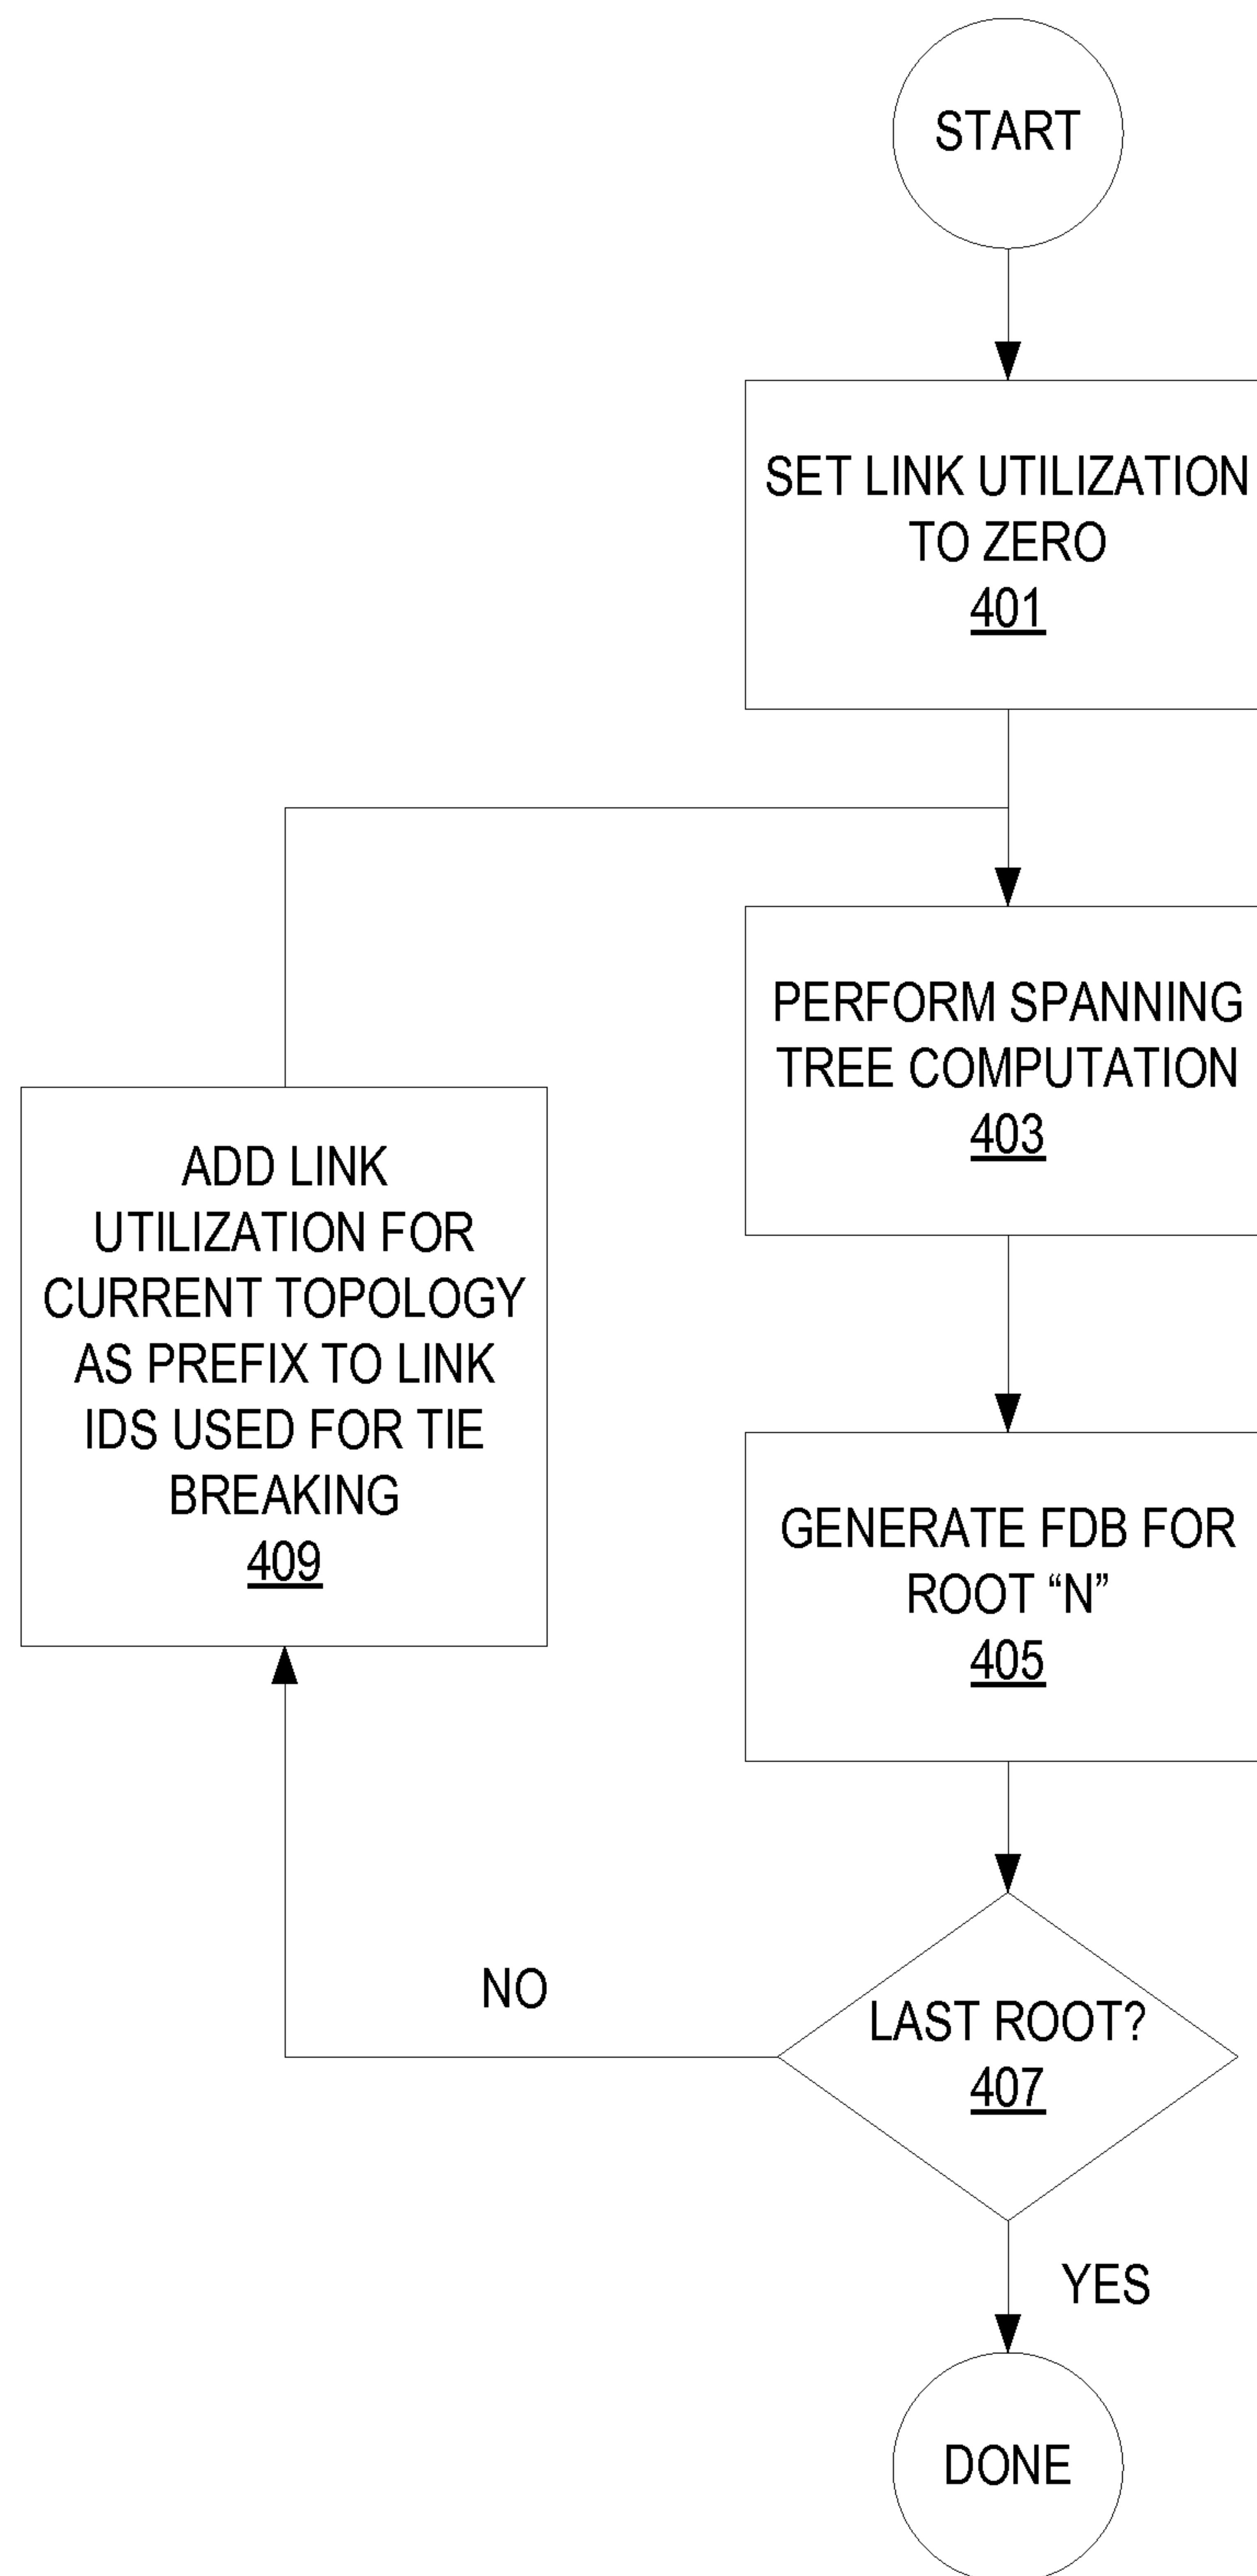 START
SET LINK UTILIZATION
TO ZERO
401
PERFORM SPANNING
TREE COMPUTATION
403
ADD LINK
UTILIZATION FOR
CURRENT TOPOLOGY
AS PREFIX TO LINK
IDS USED FOR TIE
BREAKING
409
GENERATE FDB FOR
ROOT “N”
405
NO
LAST ROOT?
407
YES
DONE